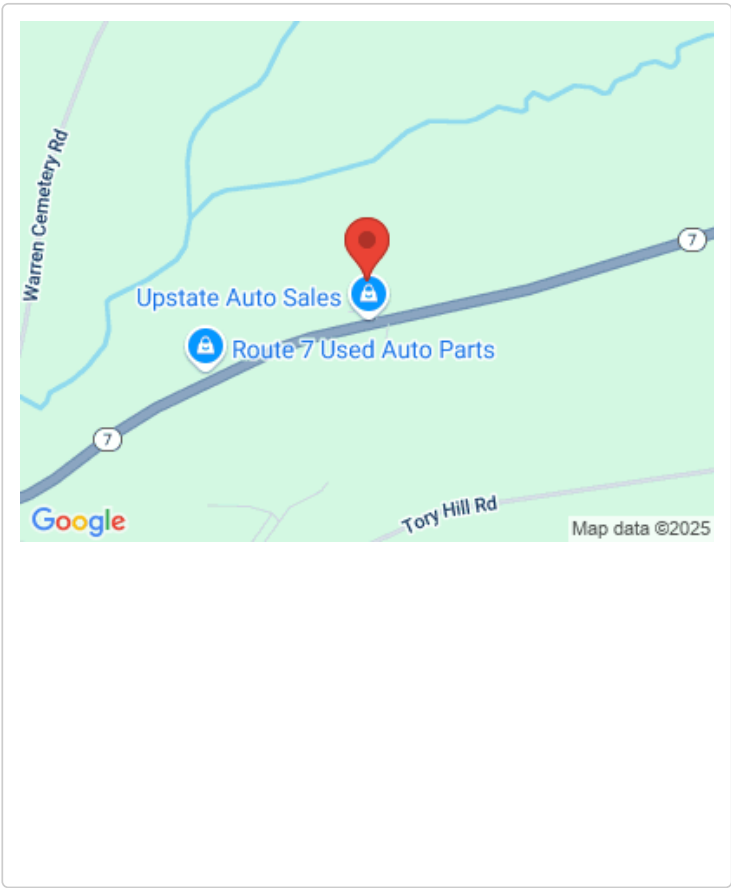 Warren Cemetery Rd
7
Upstate Auto Sales
Route 7 Used Auto Parts
7
Tory Hill Rd
Google
Map data ©2025